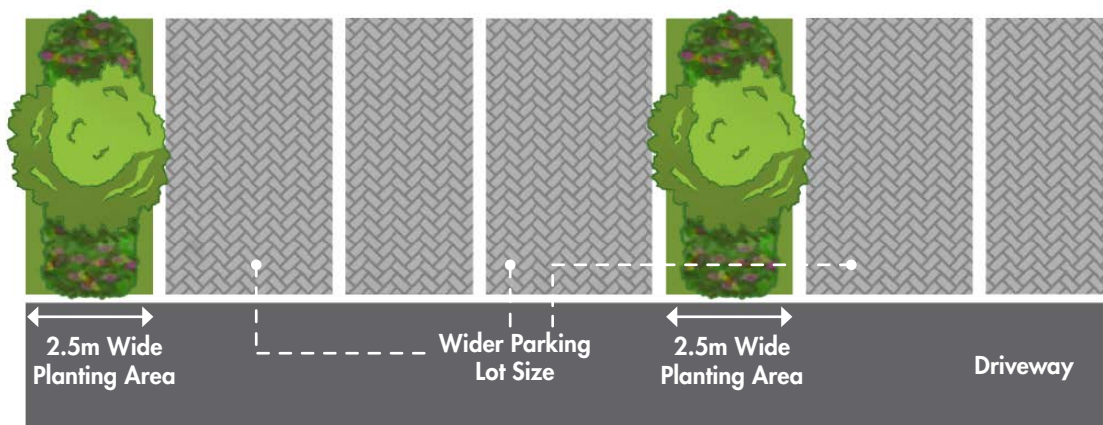 2.5m Wide
Planting Area
Wider Parking
Lot Size
2.5m Wide
Planting Area
Driveway